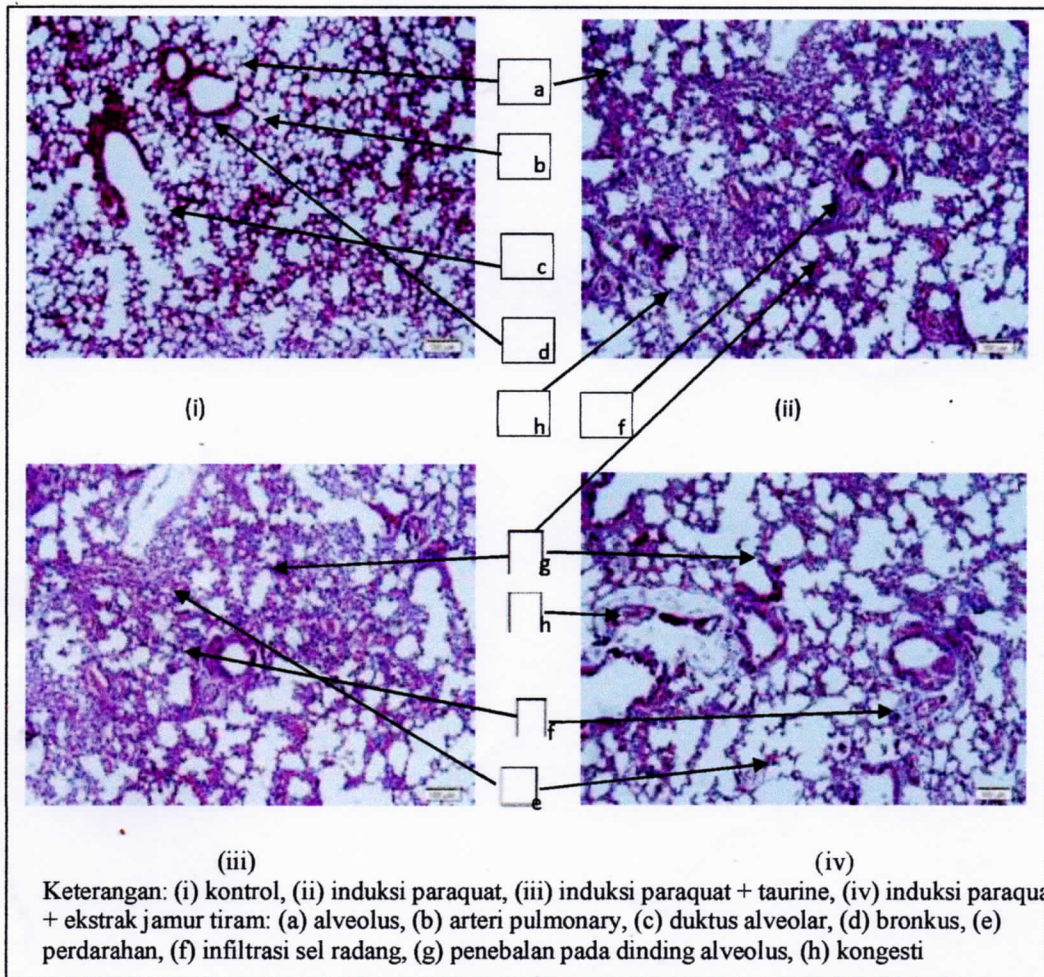 a
b
c
d
h
f
(i)
(ii)
g
h
f
e
(iii)
(iv)
Keterangan: (i) kontrol, (ii) induksi paraquat, (iii) induksi paraquat + taurine, (iv) induksi
+ ekstrak jamur tiram: (a) alveolus, (b) arteri pulmonary, (c) duktus alveolar, (d) bronkus, (e)
perdarahan, (f) infiltrasi sel radang, (g) penebalan pada dinding alveolus, (h) kongesti